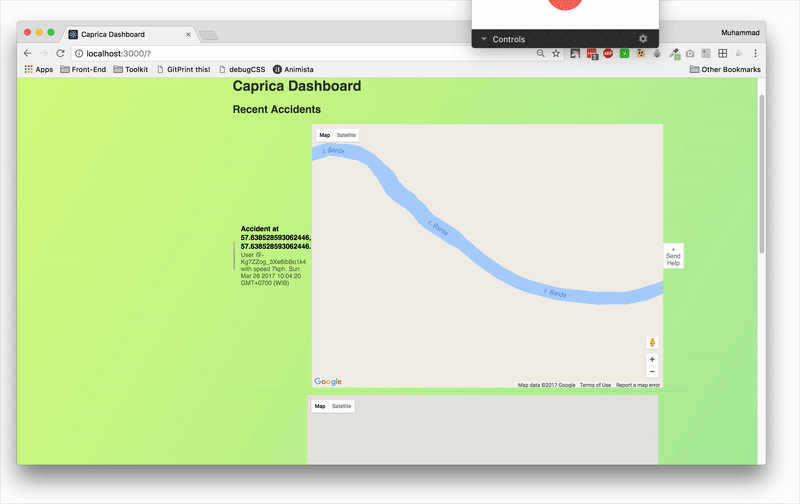 Caprica Dashboard
Muhammad
Controls
localhost:3000/?
2
Apps
Front-End
Toolkit
GitPrint this!
debugCSS
Animista
Other Bookmarks
Caprica Dashboard
Recent Accidents
Map Satellite
r. Barda
r. Barda
r. Barda
Accident at
57.638528593062446,
57.638528593062446.
User @-
Kg7ZZog_3Xe6lbBo1k4
with speed 7kph. Sun
Mar 26 2017 10:04:20
GMT+0700 (WIB)
+
Send
Help
+
−
Google
Map data ©2017 Google Terms of Use Report a map error
Map Satellite